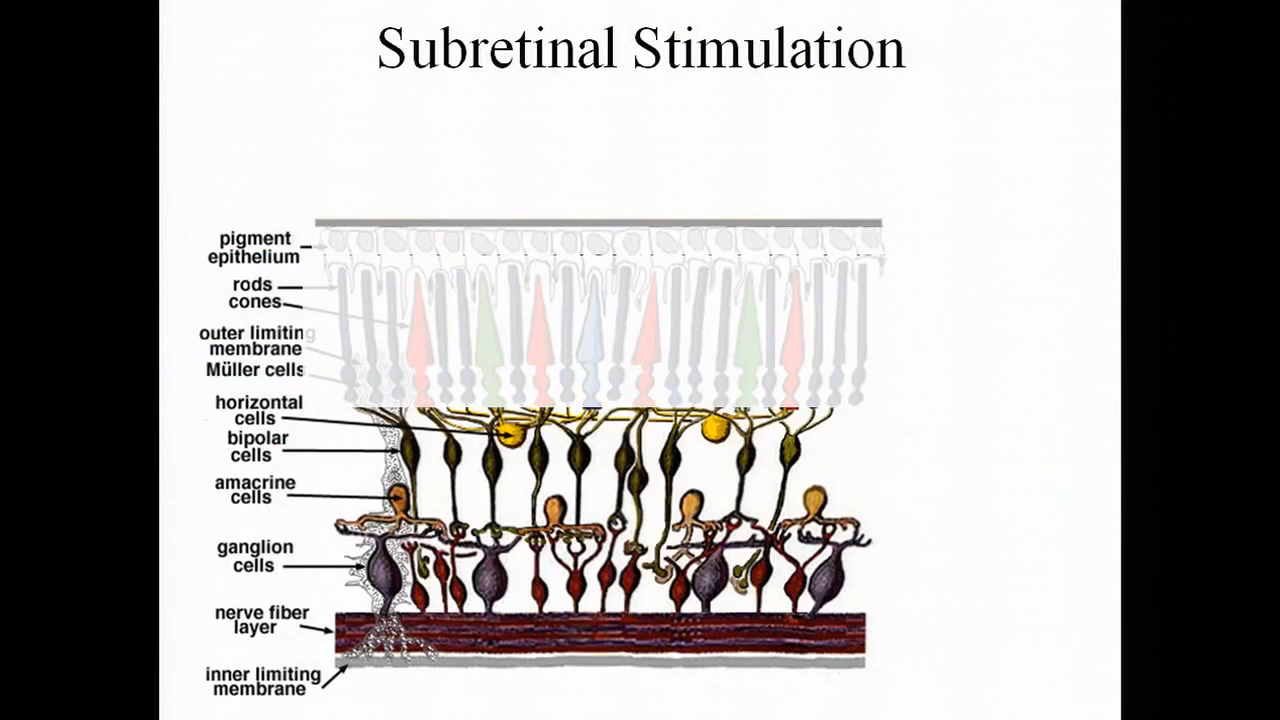 Subretinal Stimulation
pigment
epithelium
rods
cones
outer limiting
membrane
Müller cells
horizontal
cells
bipolar
cells
amacrine
cells
ganglion
cells
nerve fiber
layer
inner limiting
membrane